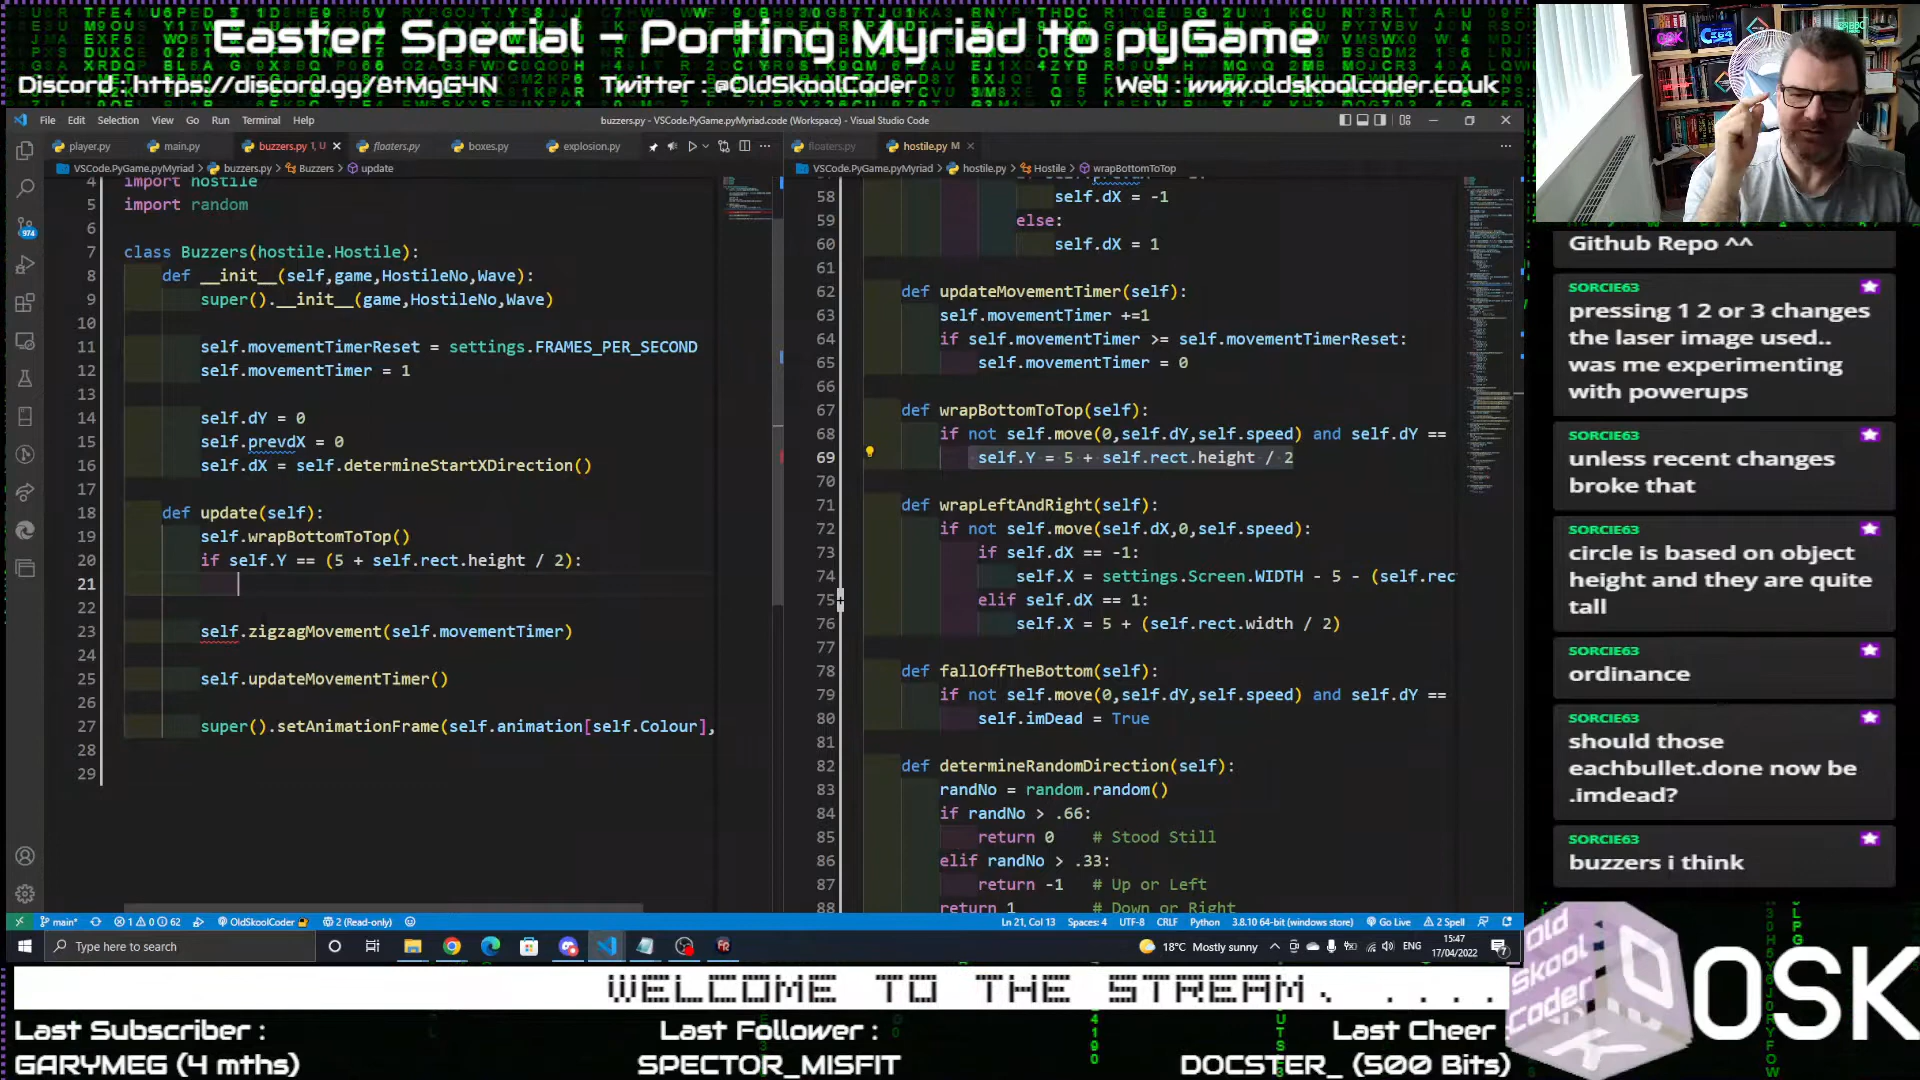 Easter Special - Porting Myriad to pyGame
Discord : https://discord.gg/8tMgG4N
Twitter : @OldSkoolCoder
Web : www.oldskoolcoder.co.uk
File Edit Selection View Go Run Terminal Help
buzzers.py - VSCode.PyGame.pyMyriad.code (Workspace) - Visual Studio Code
player.py main.py buzzers.py 1, U floaters.py boxes.py explosion.py
VSCode.PyGame.pyMyriad > buzzers.py > Buzzers > update
4 import hostile
5 import random
6
7 class Buzzers(hostile.Hostile):
8 def __init__(self,game,HostileNo,Wave):
9 super().__init__(game,HostileNo,Wave)
10
11 self.movementTimerReset = settings.FRAMES_PER_SECOND
12 self.movementTimer = 1
13
14 self.dY = 0
15 self.prevdX = 0
16 self.dX = self.determineStartXDirection()
17
18 def update(self):
19 self.wrapBottomToTop()
20 if self.Y == (5 + self.rect.height / 2):
21
22
23 self.zigzagMovement(self.movementTimer)
24
25 self.updateMovementTimer()
26
27 super().setAnimationFrame(self.animation[self.Colour],
28
29
floaters.py hostile.py M
VSCode.PyGame.pyMyriad > hostile.py > Hostile > wrapBottomToTop
58 self.dX = -1
59 else:
60 self.dX = 1
61
62 def updateMovementTimer(self):
63 self.movementTimer +=1
64 if self.movementTimer >= self.movementTimerReset:
65 self.movementTimer = 0
66
67 def wrapBottomToTop(self):
68 if not self.move(0,self.dY,self.speed) and self.dY ==
69 self.Y = 5 + self.rect.height / 2
70
71 def wrapLeftAndRight(self):
72 if not self.move(self.dX,0,self.speed):
73 if self.dX == -1:
74 self.X = settings.Screen.WIDTH - 5 - (self.rec
75 elif self.dX == 1:
76 self.X = 5 + (self.rect.width / 2)
77
78 def fallOffTheBottom(self):
79 if not self.move(0,self.dY,self.speed) and self.dY ==
80 self.imDead = True
81
82 def determineRandomDirection(self):
83 randNo = random.random()
84 if randNo > .66:
85 return 0 # Stood Still
86 elif randNo > .33:
87 return -1 # Up or Left
88 return 1 # Down or Right
974
main* 1 0 62 OldSkoolCoder 2 (Read-only)
Ln 21, Col 13 Spaces: 4 UTF-8 CRLF Python 3.8.10 64-bit (windows store) Go Live 2 Spell
Type here to search
18°C Mostly sunny ENG 15:47
17/04/2022
7
Github Repo ^^
SORCIE63
pressing 1 2 or 3 changes
the laser image used..
was me experimenting
with powerups
SORCIE63
unless recent changes
broke that
SORCIE63
circle is based on object
height and they are quite
tall
SORCIE63
ordinance
SORCIE63
should those
eachbullet.done now be
.imdead?
SORCIE63
buzzers i think
WELCOME TO THE STREAM. ....
Last Subscriber :
GARYMEG (4 mths)
Last Follower :
SPECTOR_MISFIT
Last Cheer
DOCSTER_ (500 Bits)
Old
Skool
Coder
OSK